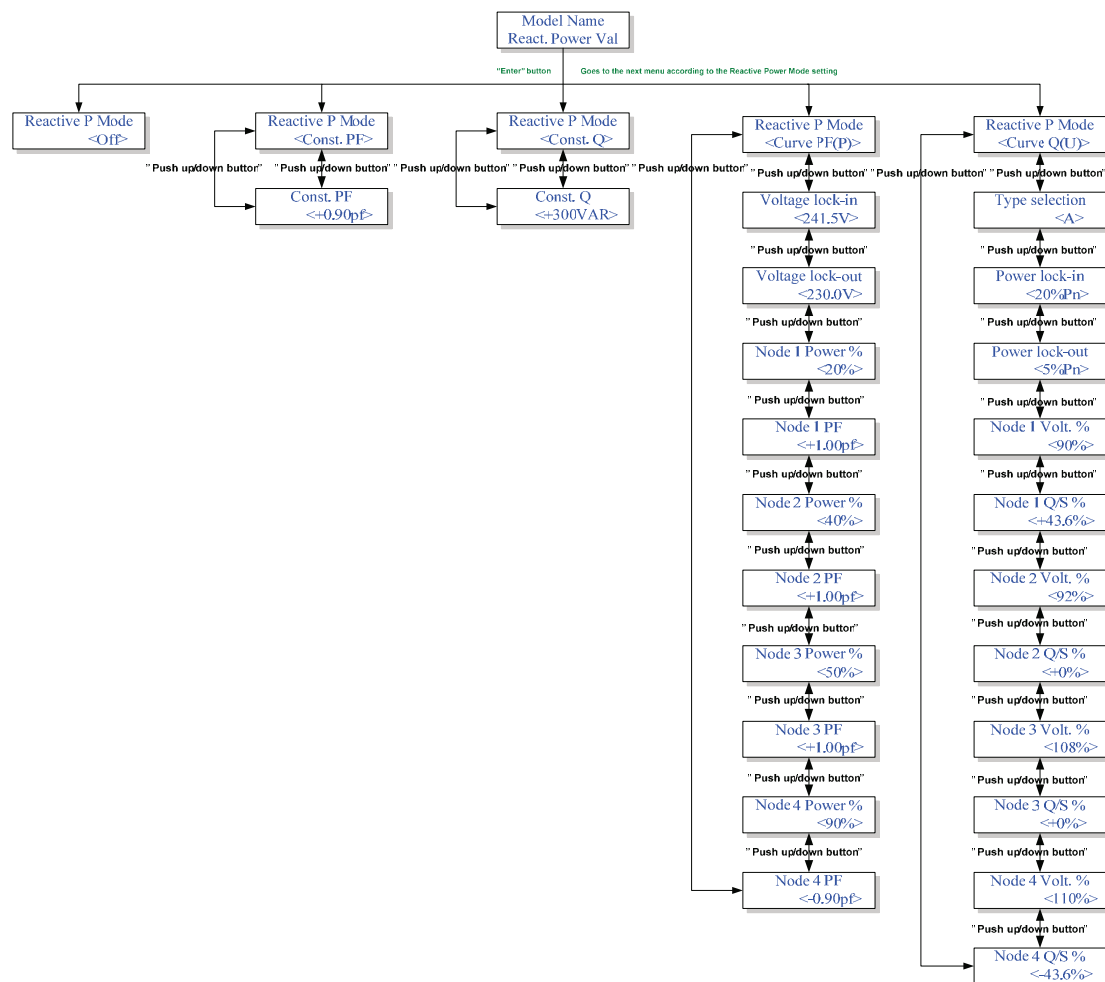 Model Name
React. Power Val
"Enter" button
Goes to the next menu according to the Reactive Power Mode setting
Reactive P Mode
<Off>
Reactive P Mode
<Const. PF>
"Push up/down button"
"Push up/down button"
Const. PF
<+0.90pf>
Reactive P Mode
<Const. Q>
"Push up/down button"
"Push up/down button"
Const. Q
<+300VAR>
Reactive P Mode
<Curve PF(P)>
"Push up/down button"
"Push up/down button"
Voltage lock-in
<241.5V>
"Push up/down button"
Voltage lock-out
<230.0V>
"Push up/down button"
Node 1 Power %
<20%>
"Push up/down button"
Node 1 PF
<+1.00pf>
"Push up/down button"
Node 2 Power %
<40%>
"Push up/down button"
Node 2 PF
<+1.00pf>
"Push up/down button"
Node 3 Power %
<50%>
"Push up/down button"
Node 3 PF
<+1.00pf>
"Push up/down button"
Node 4 Power %
<90%>
"Push up/down button"
Node 4 PF
<-0.90pf>
Reactive P Mode
<Curve Q(U)>
"Push up/down button"
"Push up/down button"
Type selection
<A>
"Push up/down button"
Power lock-in
<20%Pn>
"Push up/down button"
Power lock-out
<5%Pn>
"Push up/down button"
Node 1 Volt. %
<90%>
"Push up/down button"
Node 1 Q/S %
<+43.6%>
"Push up/down button"
Node 2 Volt. %
<92%>
"Push up/down button"
Node 2 Q/S %
<+0%>
"Push up/down button"
Node 3 Volt. %
<108%>
"Push up/down button"
Node 3 Q/S %
<+0%>
"Push up/down button"
Node 4 Volt. %
<110%>
"Push up/down button"
Node 4 Q/S %
<-43.6%>